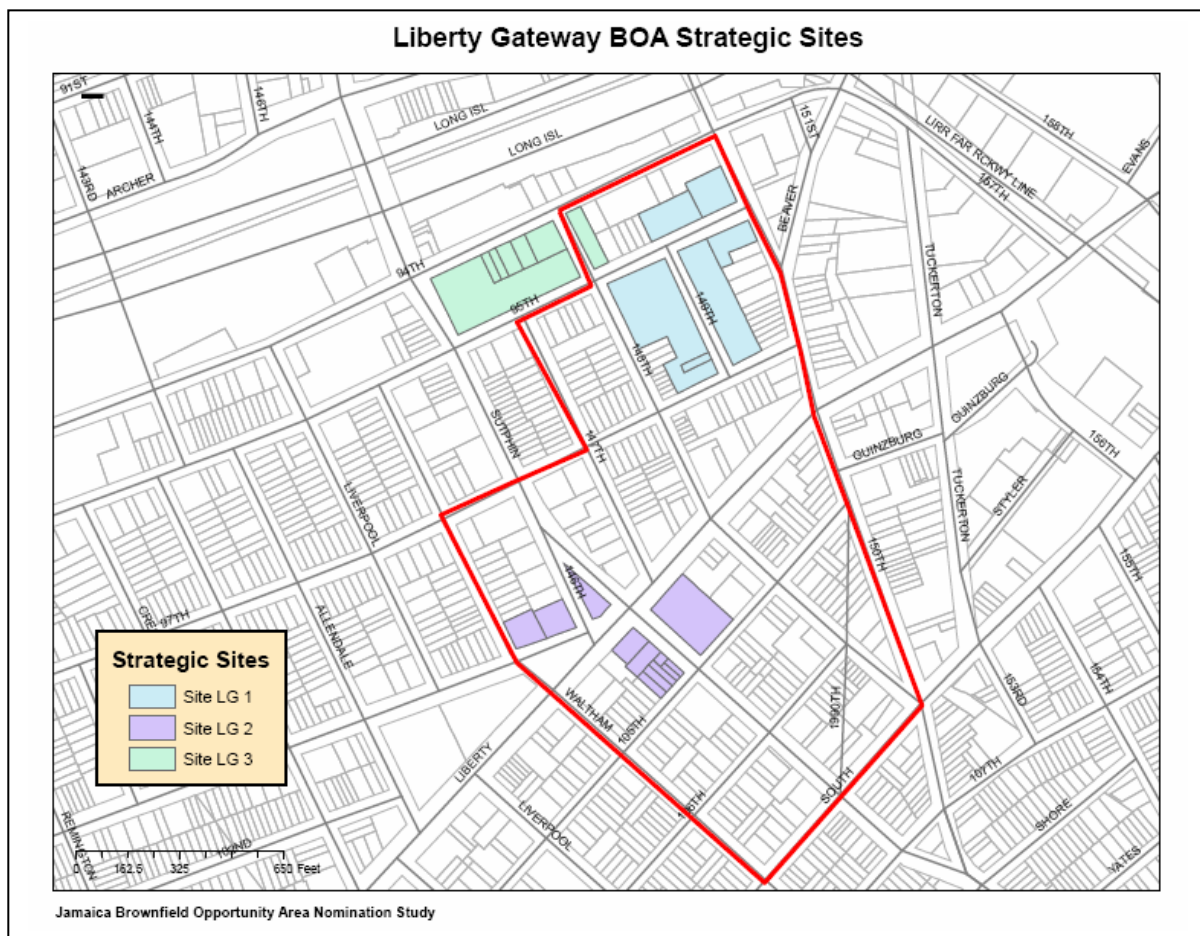 Liberty Gateway BOA Strategic Sites
91ST
144TH
146TH
143RD
ARCHER
LONG ISL
LONG ISL
151ST
LIRR FAR RCKWY LINE
158TH
157TH
EVANS
BEAVER
TUCKERTON
94TH
95TH
148TH
149TH
SUTPHIN
147TH
GUINZBURG
GUINZBURG
156TH
STYLER
TUCKERTON
LIVERPOOL
150TH
155TH
97TH
CRE
ALLENDALE
146TH
WALTHAM
105TH
153RD
154TH
LIBERTY
SOUTH
107TH
106TH
LIVERPOOL
SHORE
YATES
REMINGTON
102ND
Strategic Sites
Site LG 1
Site LG 2
Site LG 3
0 162.5 325 650 Feet
Jamaica Brownfield Opportunity Area Nomination Study